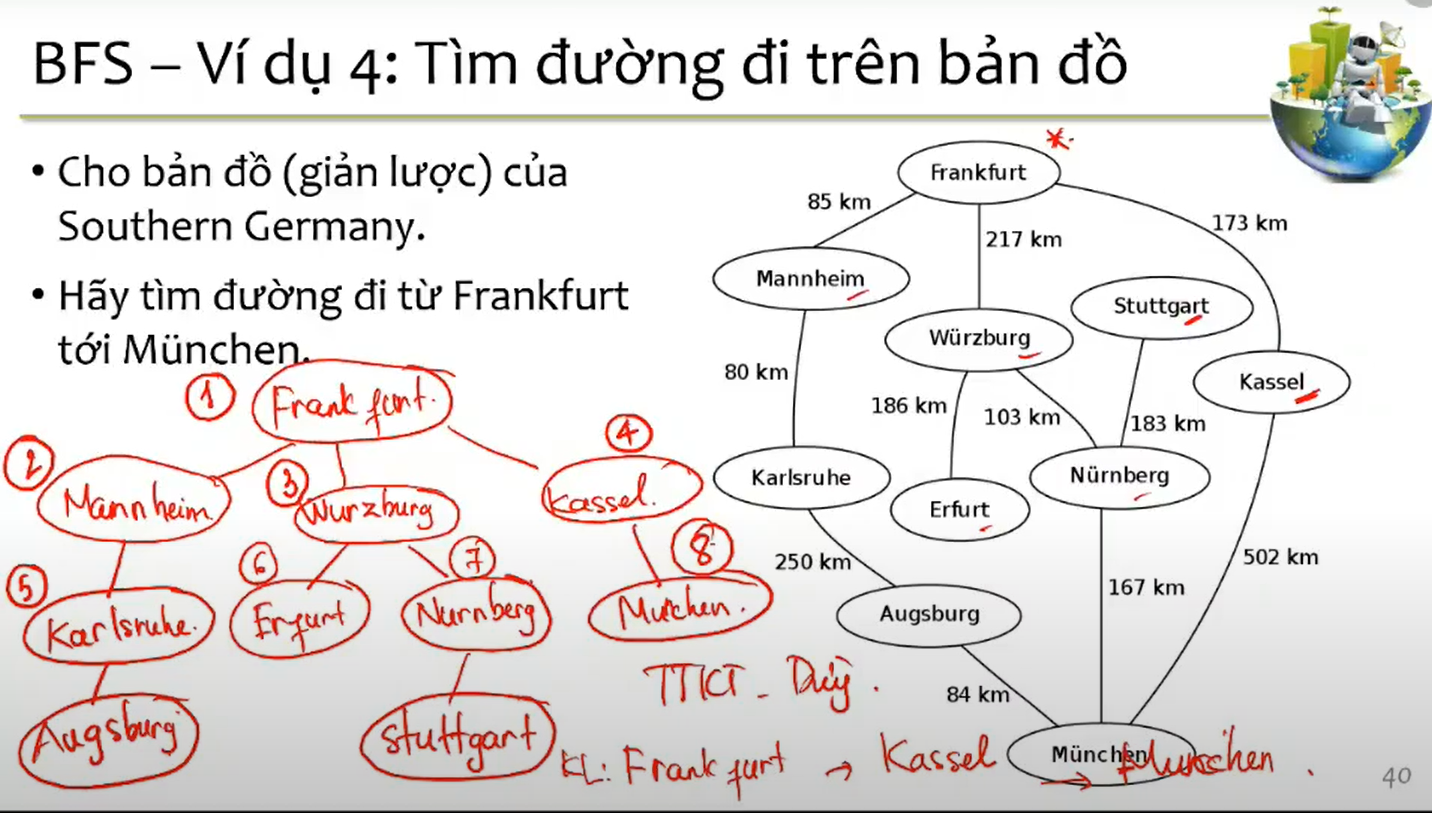 BFS – Ví dụ 4: Tìm đường đi trên bản đồ
• Cho bản đồ (giản lược) của
Southern Germany.
• Hãy tìm đường đi từ Frankfurt
tới München.
Frankfurt
85 km
217 km
173 km
Mannheim
Stuttgart
Würzburg
Kassel
80 km
186 km
103 km
183 km
Karlsruhe
Nürnberg
Erfurt
250 km
167 km
502 km
Augsburg
84 km
München
1
Frankfurt.
2
Mannheim
3
Wurzburg
4
Kassel.
5
Karlsruhe.
6
Erfurt
7
Nurnberg
8
Munchen.
Augsburg
Stuttgart
TTKT - Duy.
KL: Frankfurt → Kassel → Munchen.
40